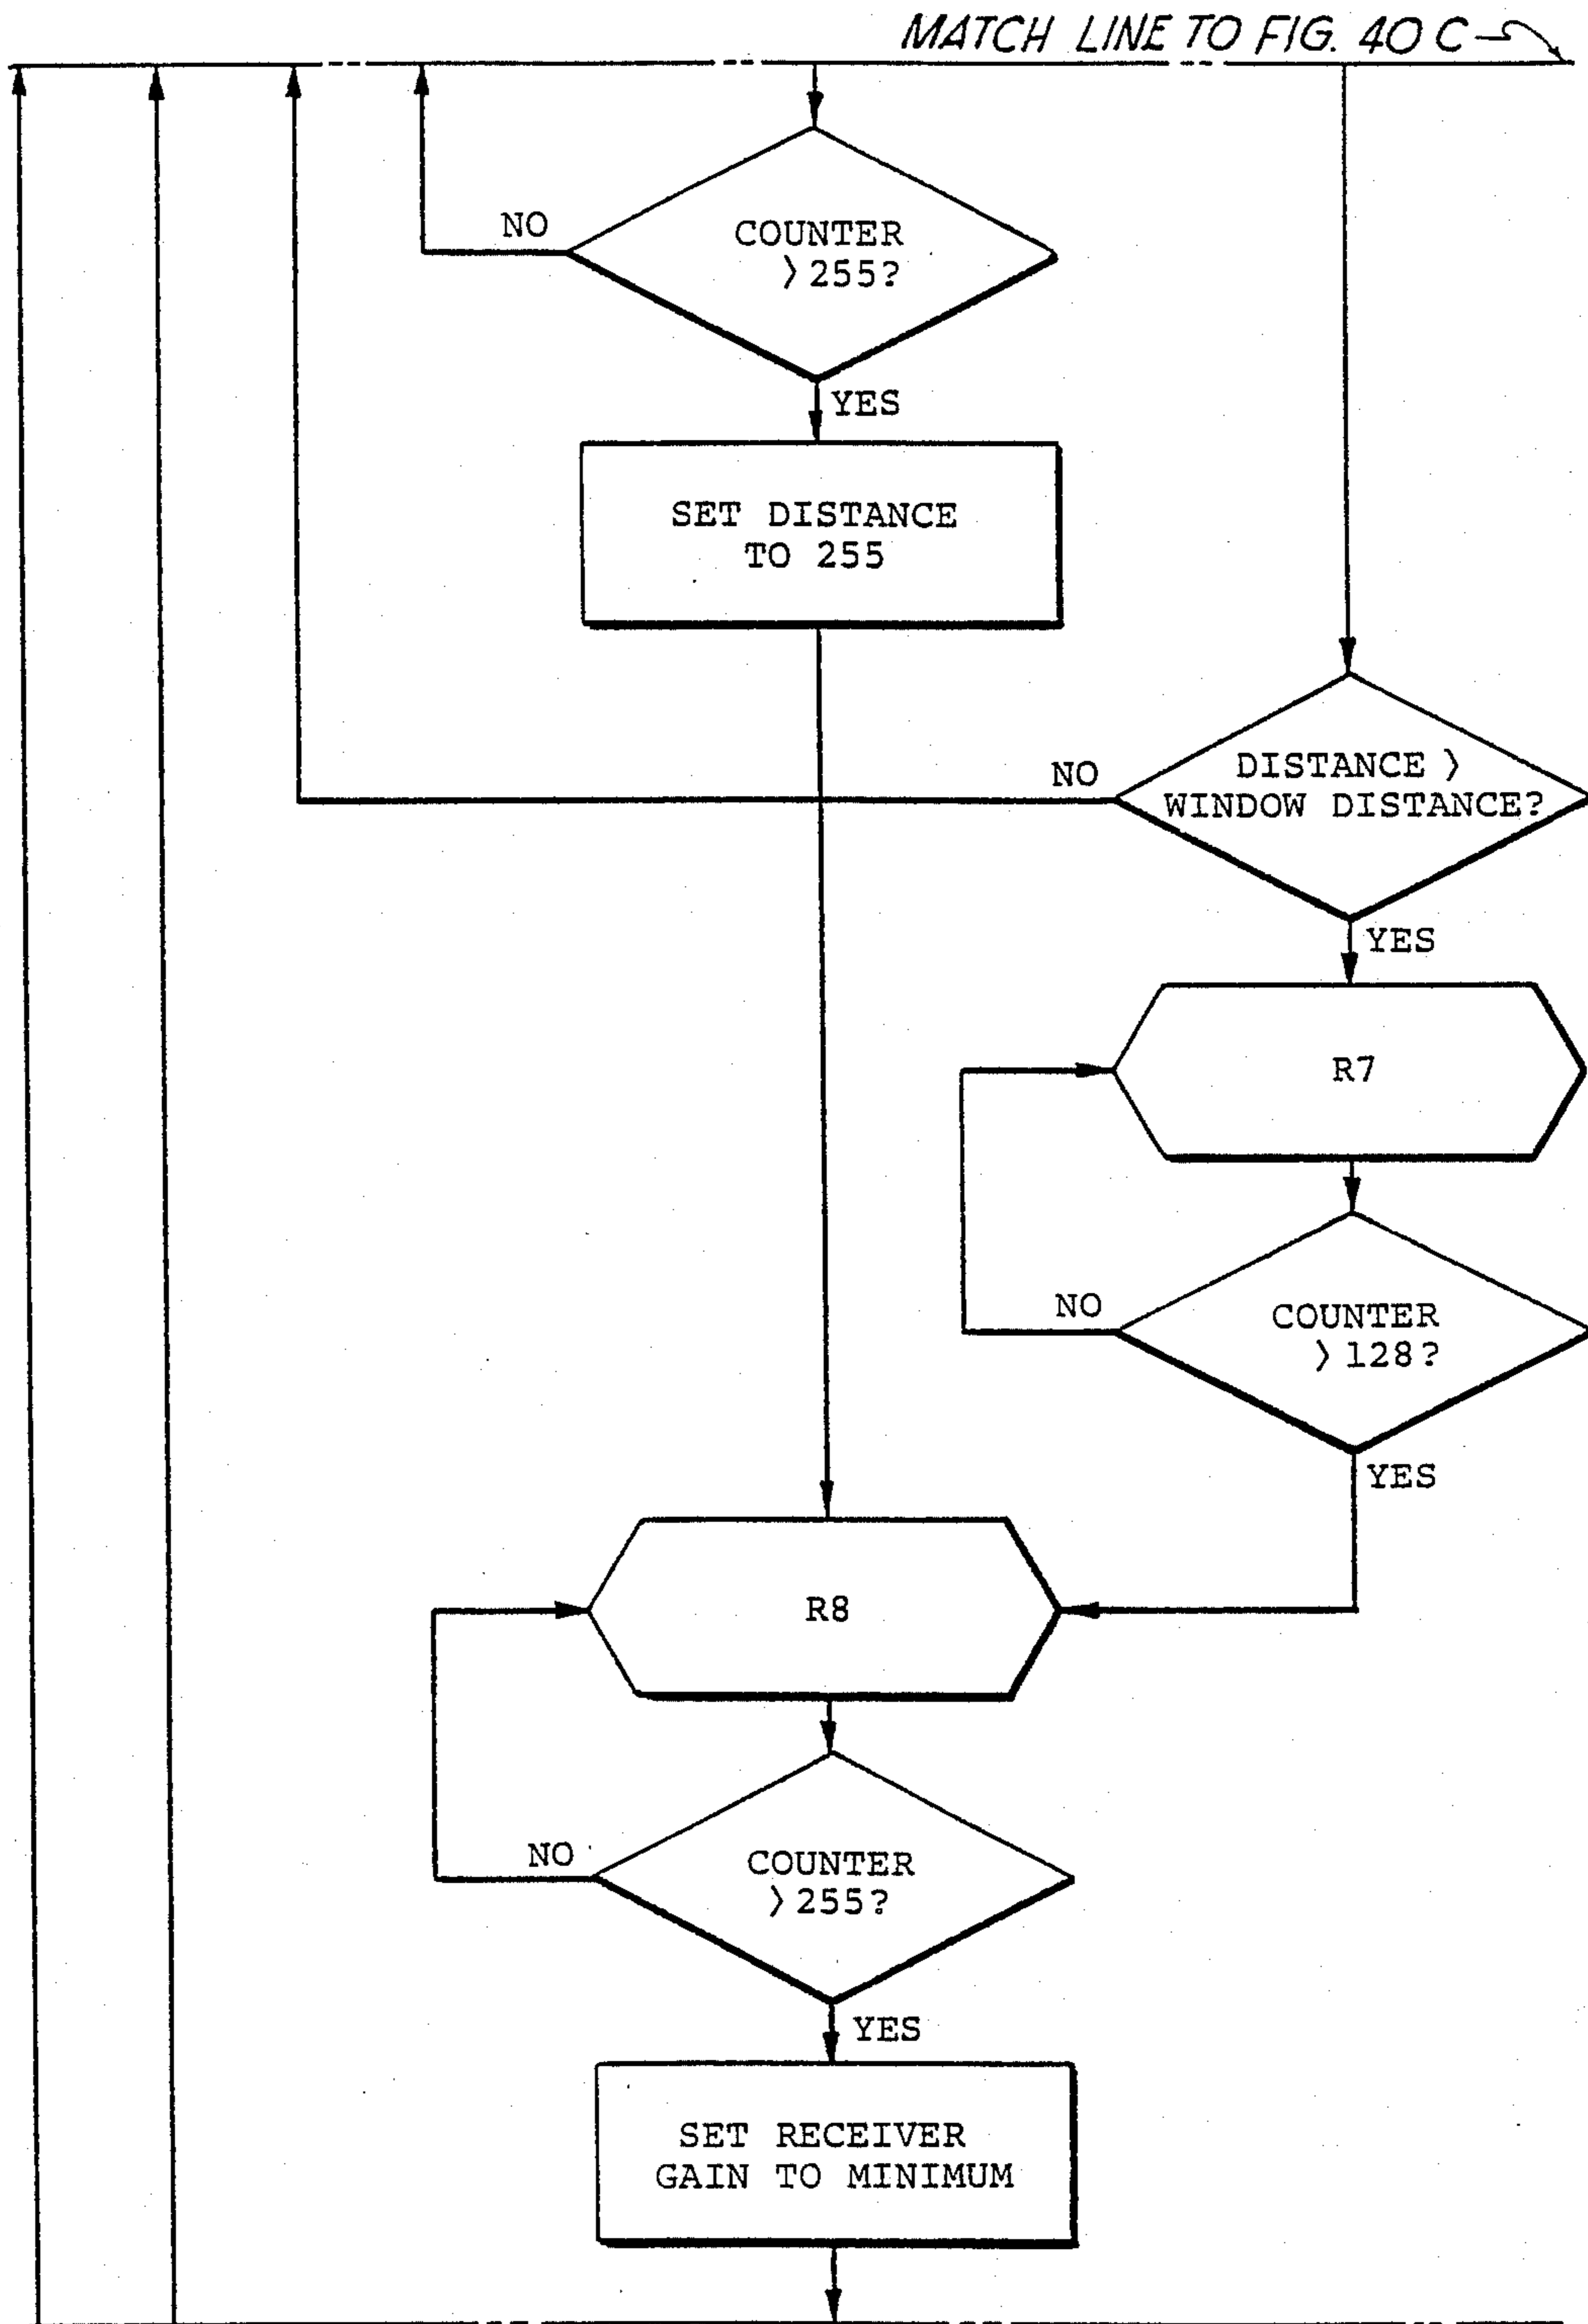 MATCH LINE TO FIG. 40 C
NO
COUNTER
>255?
YES
SET DISTANCE
TO 255
NO
DISTANCE >
WINDOW DISTANCE?
YES
R7
NO
COUNTER
>128?
YES
R8
NO
COUNTER
>255?
YES
SET RECEIVER
GAIN TO MINIMUM